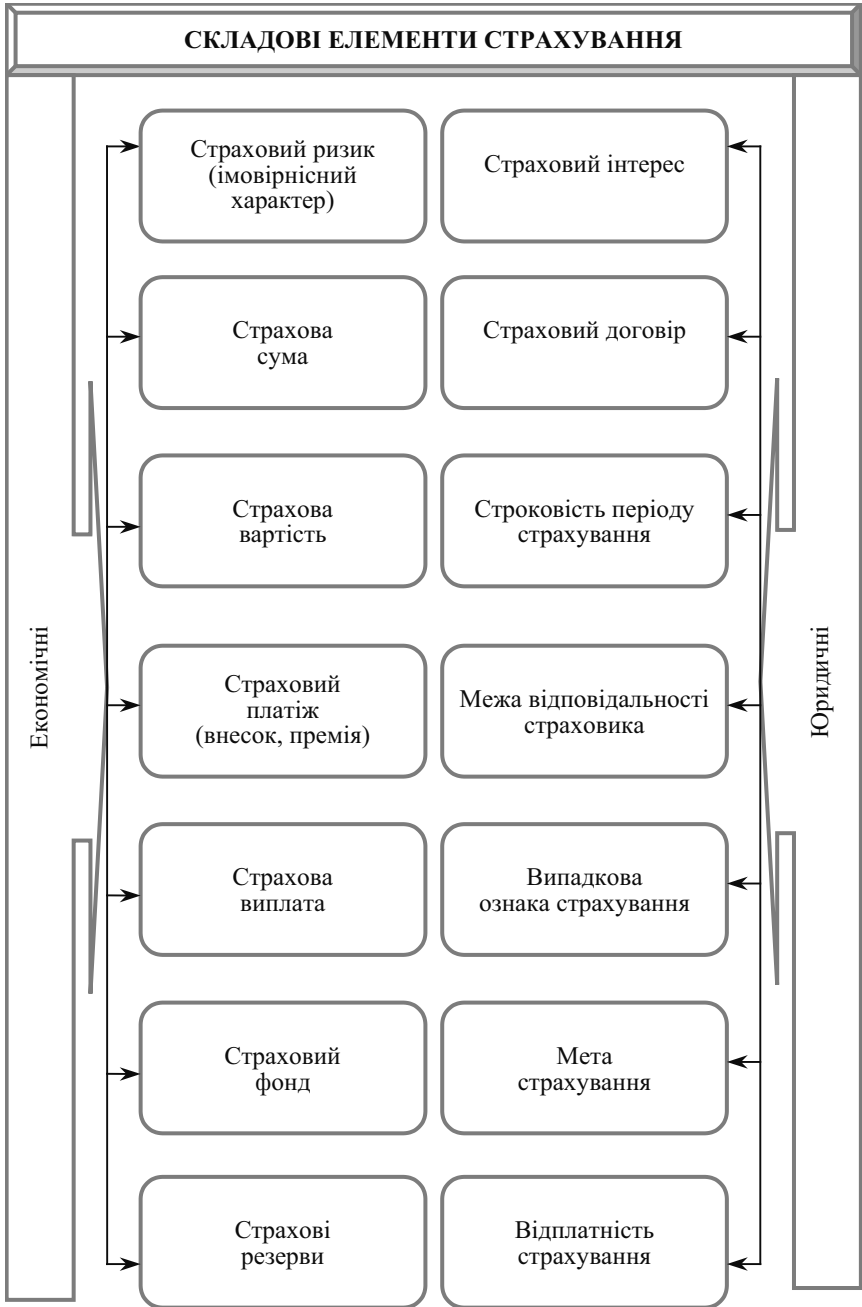 СКЛАДОВІ ЕЛЕМЕНТИ СТРАХУВАННЯ
Економічні
Страховий ризик
(імовірнісний
характер)
Страхова
сума
Страхова
вартість
Страховий
платіж
(внесок, премія)
Страхова
виплата
Страховий
фонд
Страхові
резерви
Страховий інтерес
Страховий договір
Строковість періоду
страхування
Межа відповідальності
страховика
Випадкова
ознака страхування
Мета
страхування
Відплатність
страхування
Юридичні